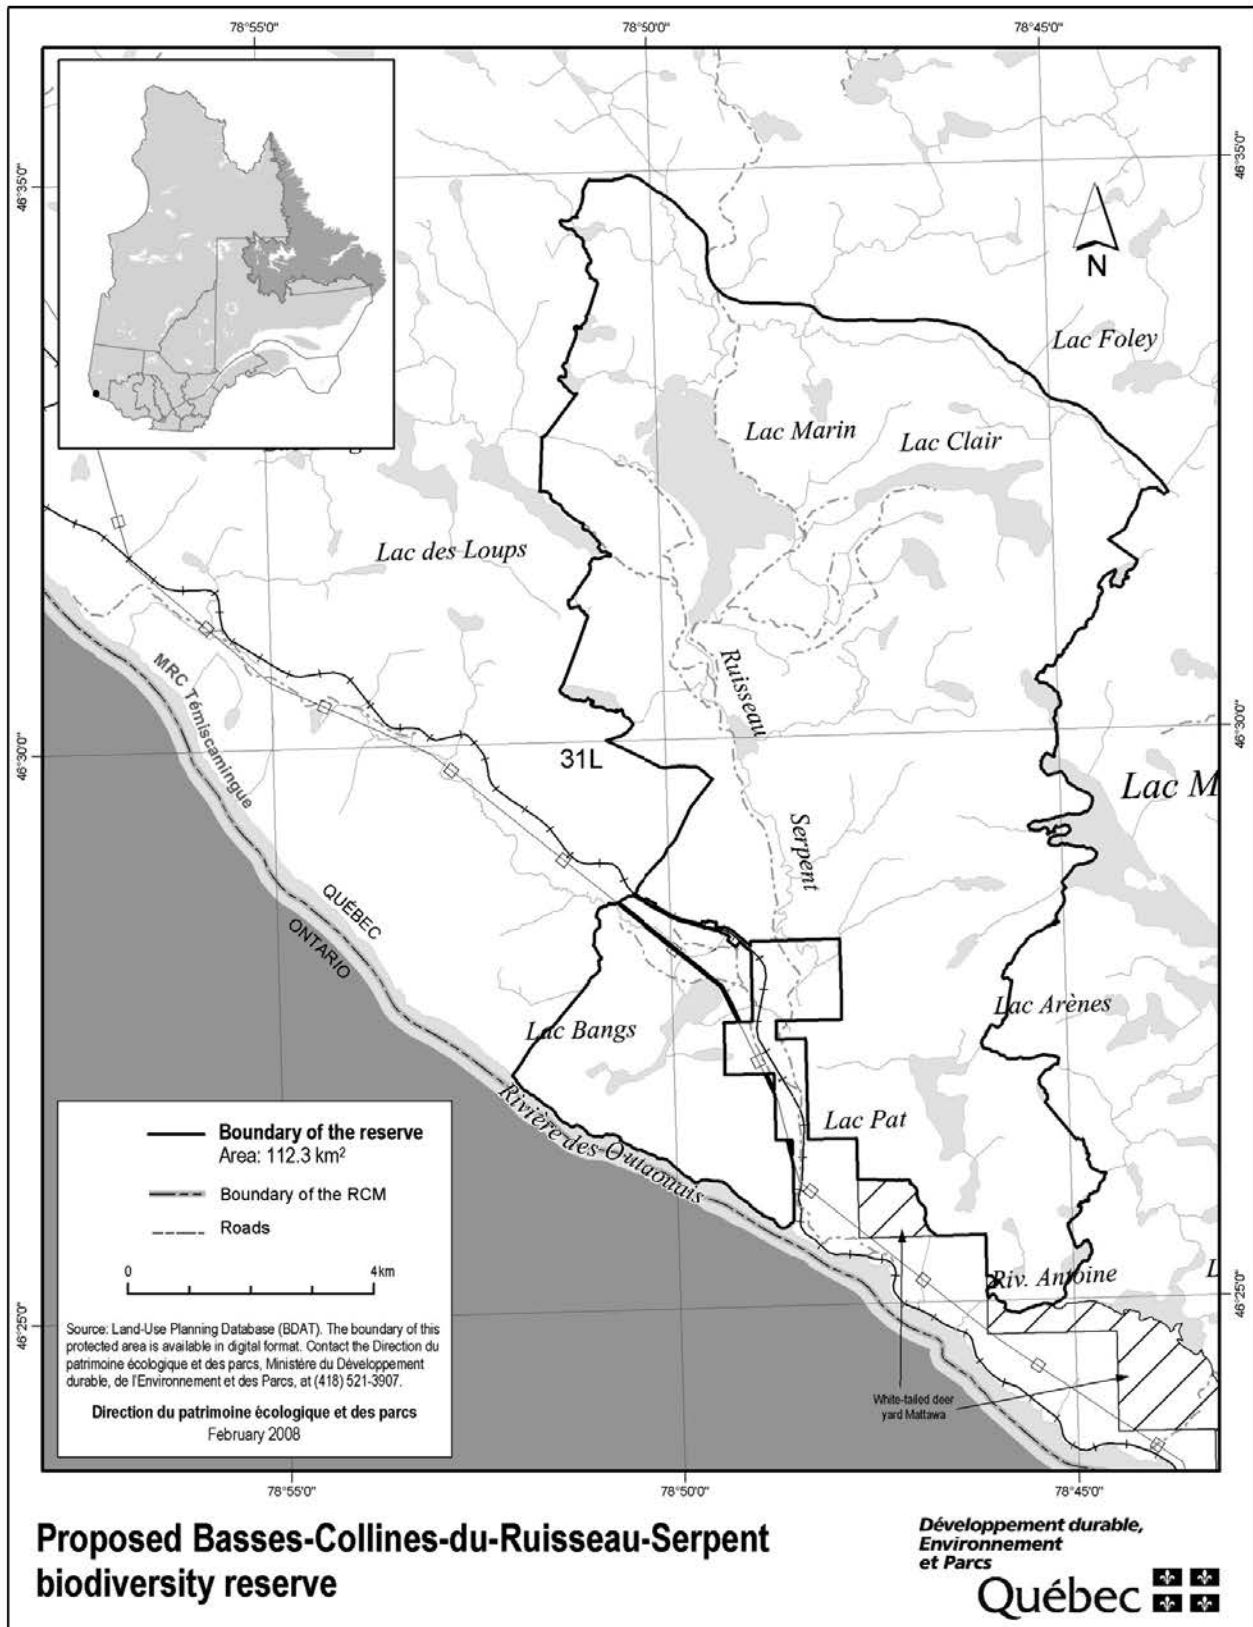 78°55'0"
78°50'0"
78°45'0"
46°35'0"
46°35'0"
N
Lac Foley
Lac Marin
Lac Clair
Lac des Loups
MRC Témiscamingue
Ruisseau
46°30'0"
46°30'0"
31L
Lac M
Serpent
QUÉBEC
ONTARIO
Lac Arènes
Lac Bangs
Rivière des Outaouais
Lac Pat
Riv. Antoine
L
46°25'0"
46°25'0"
White-tailed deer
yard Mattawa
Boundary of the reserve
Area: 112.3 km²
Boundary of the RCM
Roads
0 4 km
Source: Land-Use Planning Database (BDAT). The boundary of this
protected area is available in digital format. Contact the Direction du
patrimoine écologique et des parcs, Ministère du Développement
durable, de l'Environnement et des Parcs, at (418) 521-3907.
Direction du patrimoine écologique et des parcs
February 2008
78°55'0"
78°50'0"
78°45'0"
Proposed Basses-Collines-du-Ruisseau-Serpent
biodiversity reserve
Développement durable,
Environnement
et Parcs
Québec